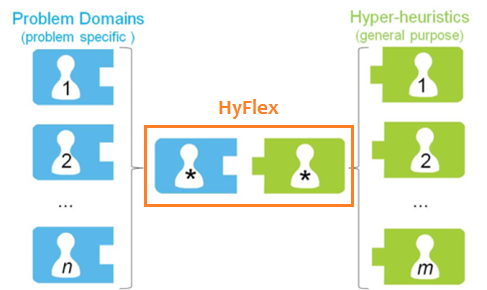 Problem Domains
(problem specific )
1
2
...
n
HyFlex
* *
Hyper-heuristics
(general purpose)
1
2
...
m